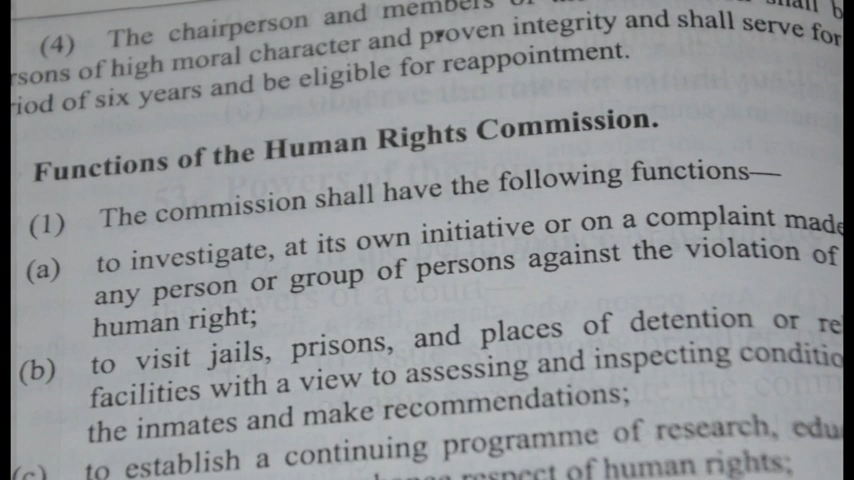 (4) The chairperson and members
rsons of high moral character and proven integrity and shall serve for
iod of six years and be eligible for reappointment.
Functions of the Human Rights Commission.
(1) The commission shall have the following functions—
(a) to investigate, at its own initiative or on a complaint made
any person or group of persons against the violation of
human right;
(b) to visit jails, prisons, and places of detention or re
facilities with a view to assessing and inspecting conditio
the inmates and make recommendations;
(c) to establish a continuing programme of research, edu
respect of human rights;